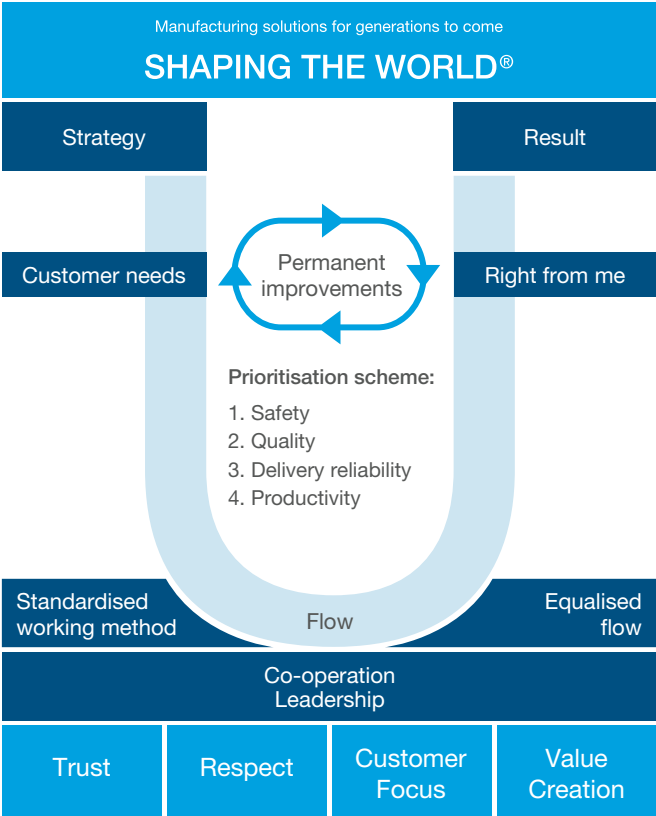 Manufacturing solutions for generations to come
SHAPING THE WORLD®
Strategy
Result
Customer needs
Permanent
improvements
Right from me
Prioritisation scheme:
1. Safety
2. Quality
3. Delivery reliability
4. Productivity
Standardised
working method
Flow
Equalised
flow
Co-operation
Leadership
Trust
Respect
Customer
Focus
Value
Creation